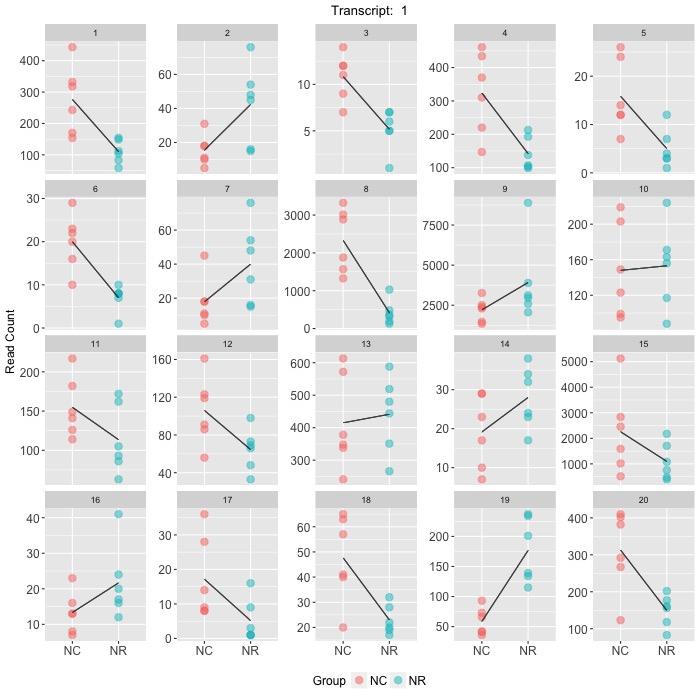 Transcript: 1
1 2 3 4 5
400 300 200 100
60 40 20
10 5
400 300 200 100
20 10 0
6 7 8 9 10
30 20 10 0
60 40 20
3000 2000 1000 0
7500 5000 2500
200 160 120
Read Count
11 12 13 14 15
200 150 100
160 120 80 40
600 500 400 300
30 20 10
5000 4000 3000 2000 1000
16 17 18 19 20
40 30 20 10
30 20 10 0
60 50 40 30 20
200 150 100 50
400 300 200 100
NC NR NC NR NC NR NC NR NC NR
Group NC NR